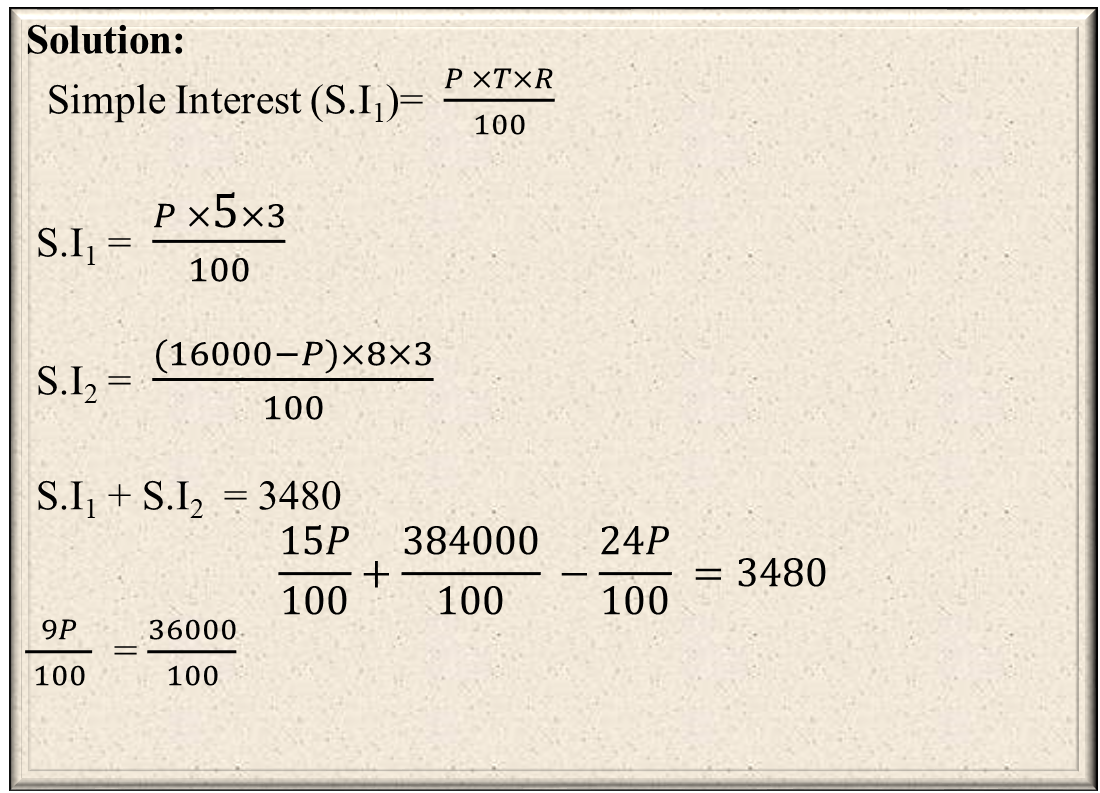 Solution:
Simple Interest (S.I₁)= P ×T×R / 100
S.I₁ = P ×5×3 / 100
S.I₂ = (16000−P)×8×3 / 100
S.I₁ + S.I₂ = 3480
15P/100 + 384000/100 − 24P/100 = 3480
9P/100 = 36000/100